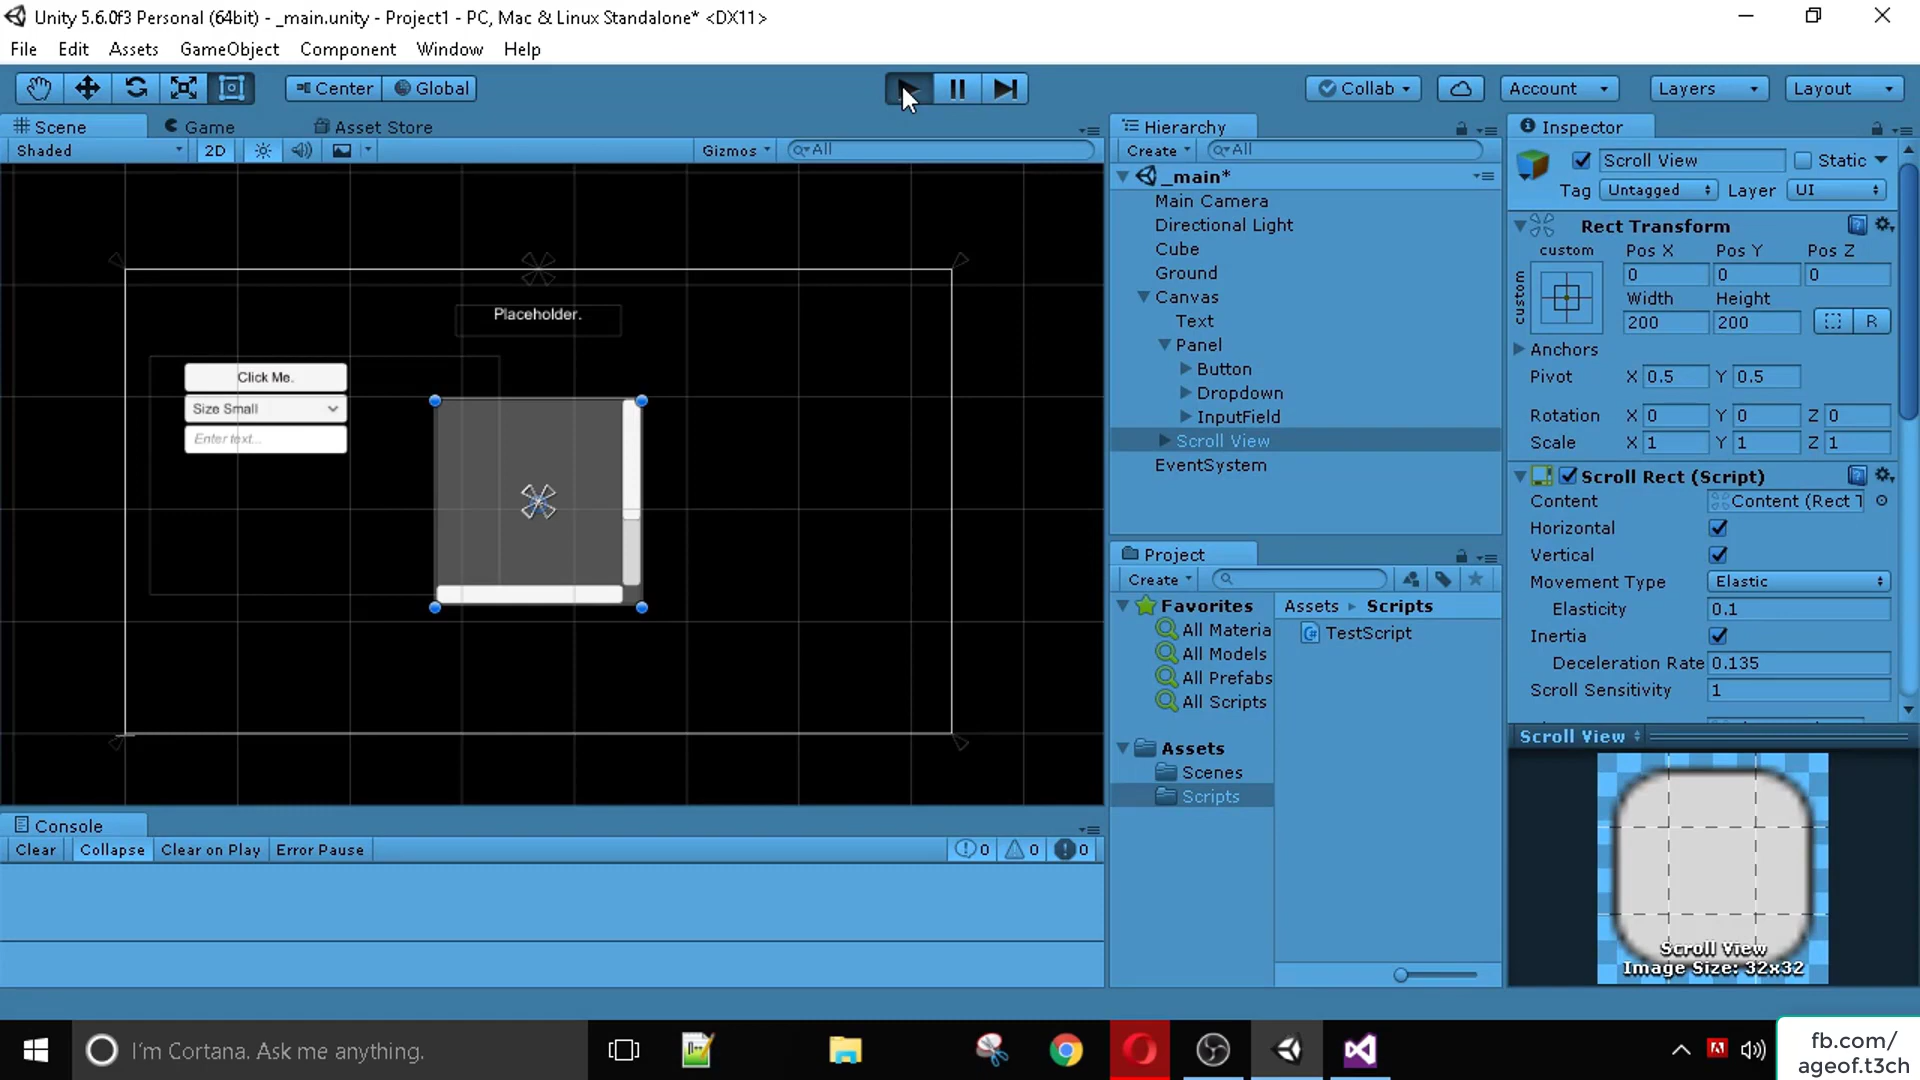 Unity 5.6.0f3 Personal (64bit) - _main.unity - Project1 - PC, Mac & Linux Standalone* <DX11>
File Edit Assets GameObject Component Window Help
Center Global Collab Account Layers Layout
Scene Game Asset Store
Shaded 2D Gizmos All
Placeholder.
Click Me.
Size Small
Enter text...
Console
Clear Collapse Clear on Play Error Pause 0 0 0
Hierarchy
Create All
_main*
Main Camera
Directional Light
Cube
Ground
Canvas
Text
Panel
Button
Dropdown
InputField
Scroll View
EventSystem
Project
Create
Favorites
All Materia
All Models
All Prefabs
All Scripts
Assets
Scenes
Scripts
Assets Scripts
TestScript
Inspector
Scroll View Static
Tag Untagged Layer UI
Rect Transform
custom Pos X Pos Y Pos Z
custom 0 0 0
Width Height
200 200 R
Anchors
Pivot X 0.5 Y 0.5
Rotation X 0 Y 0 Z 0
Scale X 1 Y 1 Z 1
Scroll Rect (Script)
Content Content (Rect T
Horizontal
Vertical
Movement Type Elastic
Elasticity 0.1
Inertia
Deceleration Rate 0.135
Scroll Sensitivity 1
Scroll View
Scroll View
Image Size: 32x32
I'm Cortana. Ask me anything.
fb.com/
ageof.t3ch